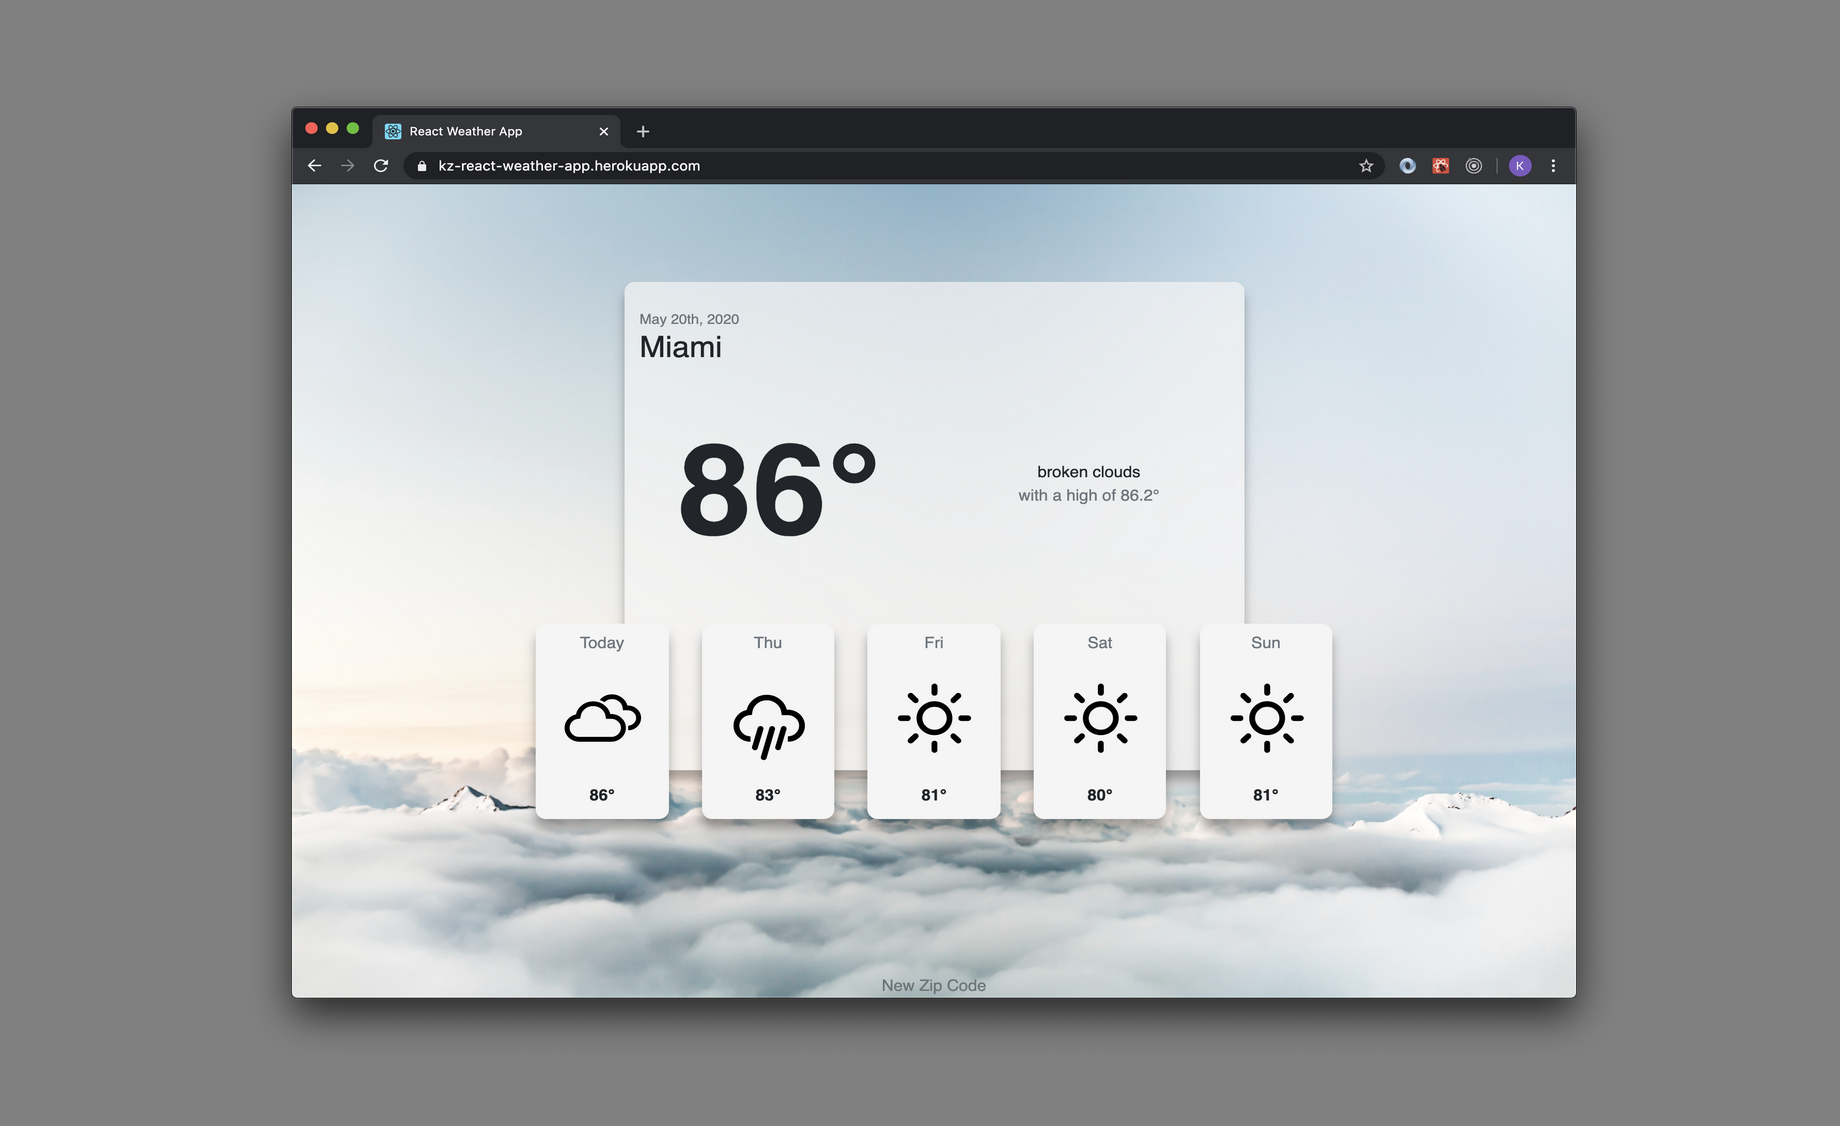 React Weather App
kz-react-weather-app.herokuapp.com
K
May 20th, 2020
Miami
86°
broken clouds
with a high of 86.2°
Today
86°
Thu
83°
Fri
81°
Sat
80°
Sun
81°
New Zip Code